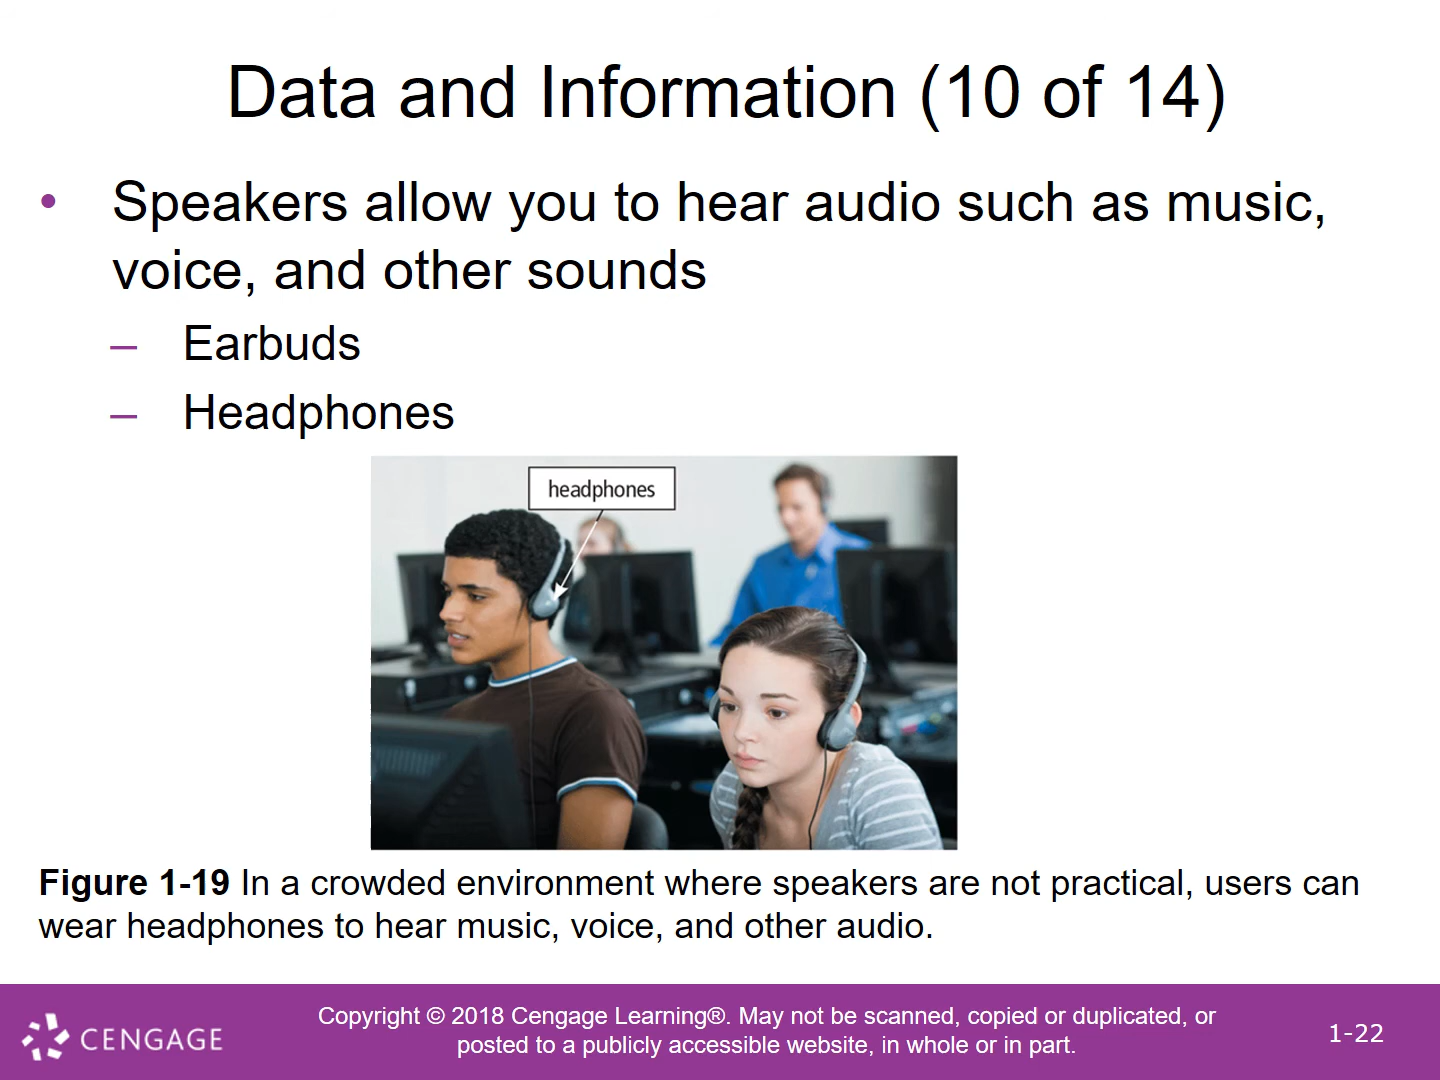 Data and Information (10 of 14)
• Speakers allow you to hear audio such as music,
voice, and other sounds
– Earbuds
– Headphones
headphones
Figure 1-19 In a crowded environment where speakers are not practical, users can
wear headphones to hear music, voice, and other audio.
CENGAGE
Copyright © 2018 Cengage Learning®. May not be scanned, copied or duplicated, or
posted to a publicly accessible website, in whole or in part.
1-22